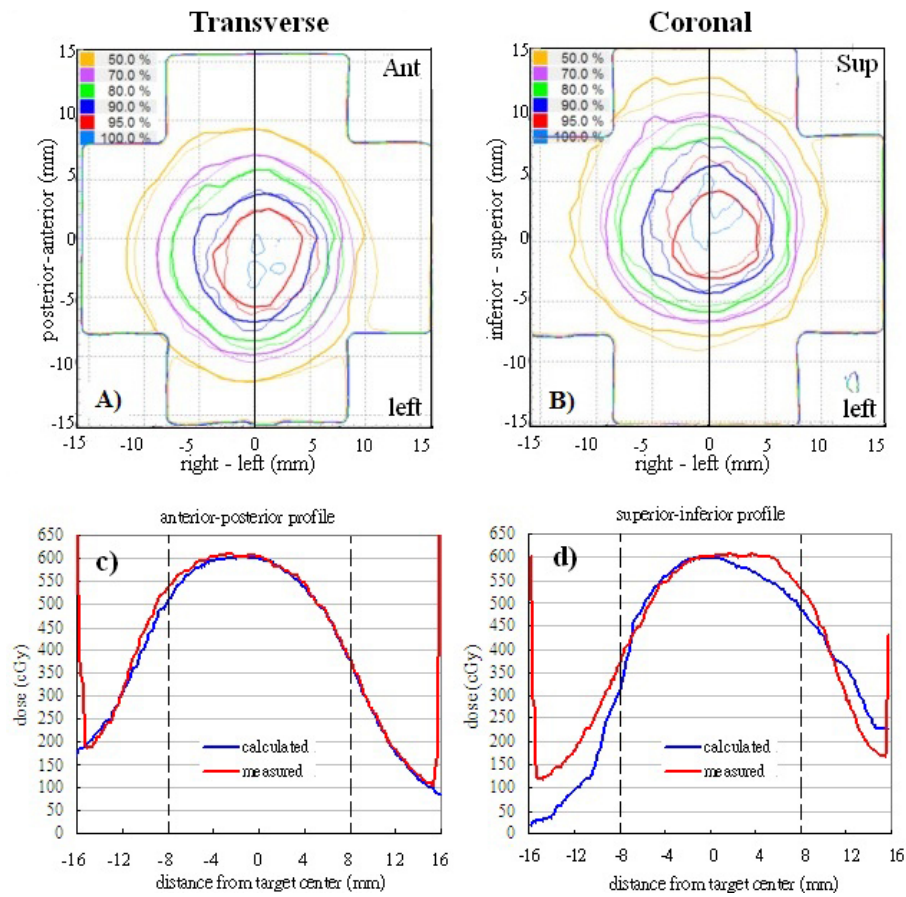 Transverse
Coronal
15
10
5
0
-5
-10
-15
posterior-anterior (mm)
50.0 %
70.0 %
80.0 %
90.0 %
95.0 %
100.0 %
Ant
A)
left
-15 -10 -5 0 5 10 15
right - left (mm)
15
10
5
0
-5
-10
-15
inferior - superior (mm)
50.0 %
70.0 %
80.0 %
90.0 %
95.0 %
100.0 %
Sup
B)
left
-15 -10 -5 0 5 10 15
right - left (mm)
anterior-posterior profile
c)
650
600
550
500
450
400
350
300
250
200
150
100
50
0
dose (cGy)
calculated
measured
-16 -12 -8 -4 0 4 8 12 16
distance from target center (mm)
superior-inferior profile
d)
650
600
550
500
450
400
350
300
250
200
150
100
50
0
dose (cGy)
calculated
measured
-16 -12 -8 -4 0 4 8 12 16
distance from target center (mm)